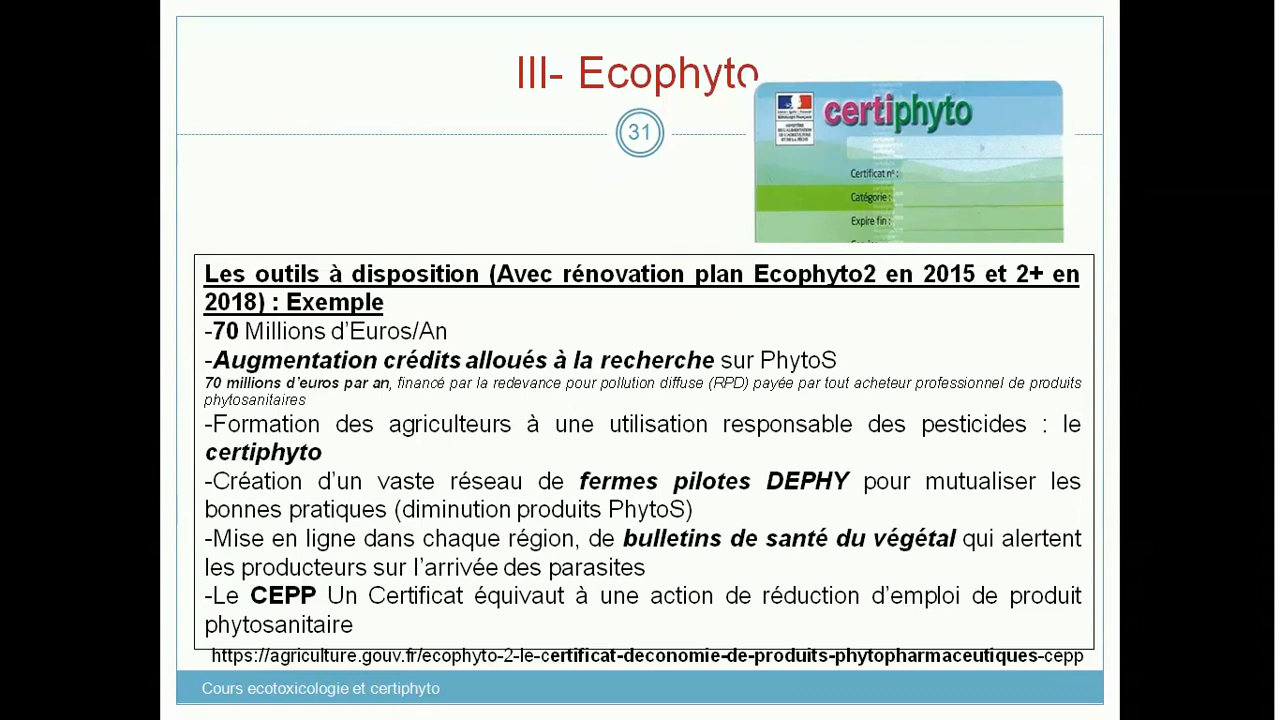 III- Ecophyto
31
certiphyto
Certificat n° :
Catégorie :
Expire fin :
Les outils à disposition (Avec rénovation plan Ecophyto2 en 2015 et 2+ en
2018) : Exemple
-70 Millions d’Euros/An
-Augmentation crédits alloués à la recherche sur PhytoS
70 millions d’euros par an, financé par la redevance pour pollution diffuse (RPD) payée par tout acheteur professionnel de produits
phytosanitaires
-Formation des agriculteurs à une utilisation responsable des pesticides : le
certiphyto
-Création d’un vaste réseau de fermes pilotes DEPHY pour mutualiser les
bonnes pratiques (diminution produits PhytoS)
-Mise en ligne dans chaque région, de bulletins de santé du végétal qui alertent
les producteurs sur l’arrivée des parasites
-Le CEPP Un Certificat équivaut à une action de réduction d’emploi de produit
phytosanitaire
https://agriculture.gouv.fr/ecophyto-2-le-certificat-deconomie-de-produits-phytopharmaceutiques-cepp
Cours ecotoxicologie et certiphyto